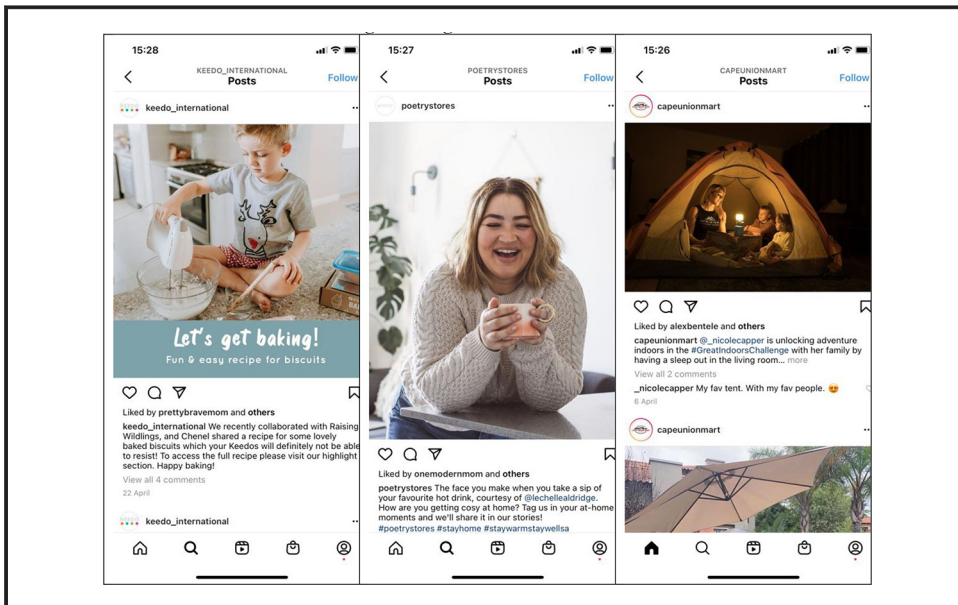 15:28
KEEDO_INTERNATIONAL
Posts
Follow
keedo_international
Let's get baking!
Fun & easy recipe for biscuits
Liked by prettybravemom and others
keedo_international We recently collaborated with Raising
Wildlings, and Chenel shared a recipe for some lovely
baked biscuits which your Keedos will definitely not be able
to resist! To access the full recipe please visit our highlight
section. Happy baking!
View all 4 comments
22 April
keedo_international
15:27
POETRYSTORES
Posts
Follow
poetrystores
Liked by onemodernmom and others
poetrystores The face you make when you take a sip of
your favourite hot drink, courtesy of @lechellealdridge.
How are you getting cosy at home? Tag us in your at-home
moments and we'll share it in our stories!
#poetrystores #stayhome #staywarmstaywellsa
15:26
CAPEUNIONMART
Posts
Follow
capeunionmart
Liked by alexbentele and others
capeunionmart @_nicolecapper is unlocking adventure
indoors in the #GreatIndoorsChallenge with her family by
having a sleep out in the living room... more
View all 2 comments
_nicolecapper My fav tent. With my fav people. 😍
6 April
capeunionmart